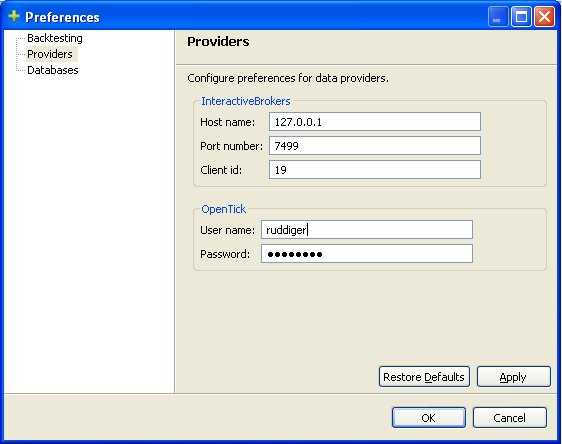 Preferences
Backtesting
Providers
Databases
Providers
Configure preferences for data providers.
InteractiveBrokers
Host name: 127.0.0.1
Port number: 7499
Client id: 19
OpenTick
User name: ruddiger
Password: ●●●●●●●●
Restore Defaults Apply
OK Cancel